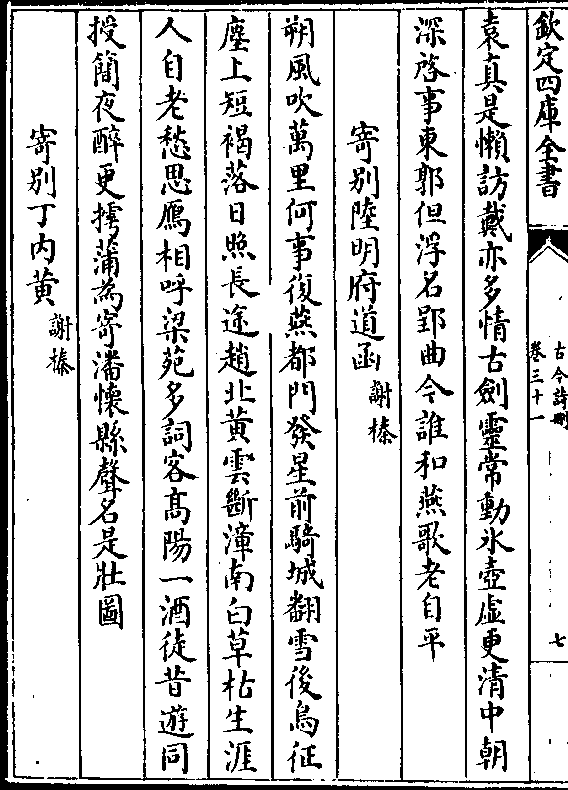 欽定四庫全書
古今詩刪
卷三十一
七
袁真是懶訪戴亦多情古劍靈常動氷壺虛更清中朝
深啓事東郭但浮名郢曲今誰和燕歌老自平
寄別陸明府道函
謝榛
朔風吹萬里何事復燕都門發星前騎城翻雪後烏征
塵上短褐落日照長途趙北黃雲斷漳南白草枯生涯
人自老愁思鴈相呼梁苑多詞客高陽一酒徒昔遊同
授簡夜醉更摴蒲為寄潘懷縣聲名是壯圖
寄別丁内黃
謝榛